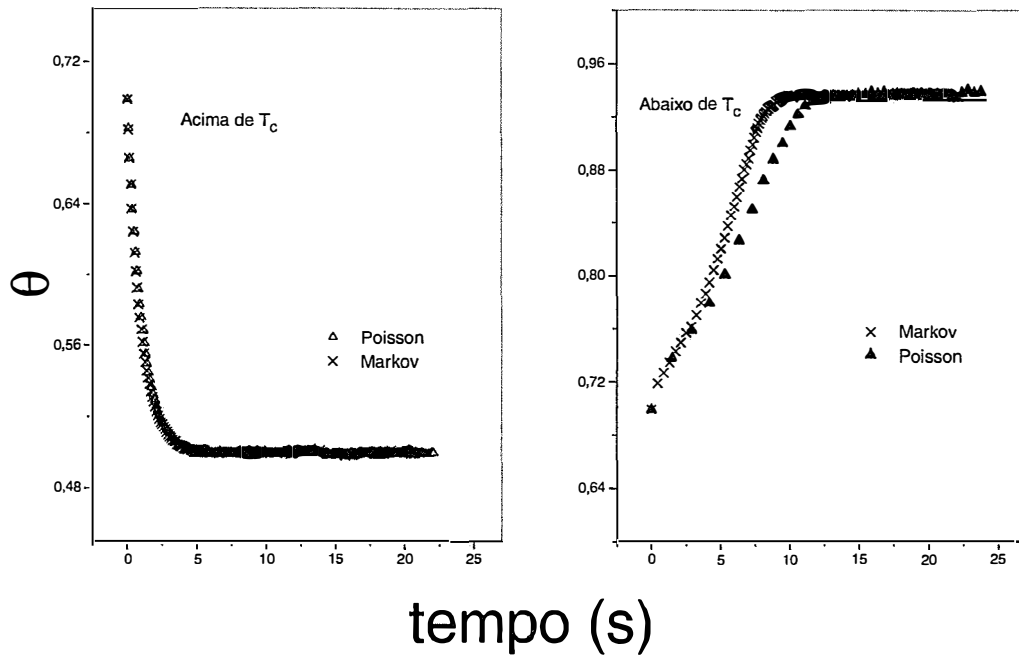 0,72
0,64
0,56
0,48
θ
Acima de Tc
Poisson
Markov
0 5 10 15 20 25
0,96
0,88
0,80
0,72
0,64
Abaixo de Tc
Markov
Poisson
0 5 10 15 20 25
tempo (s)